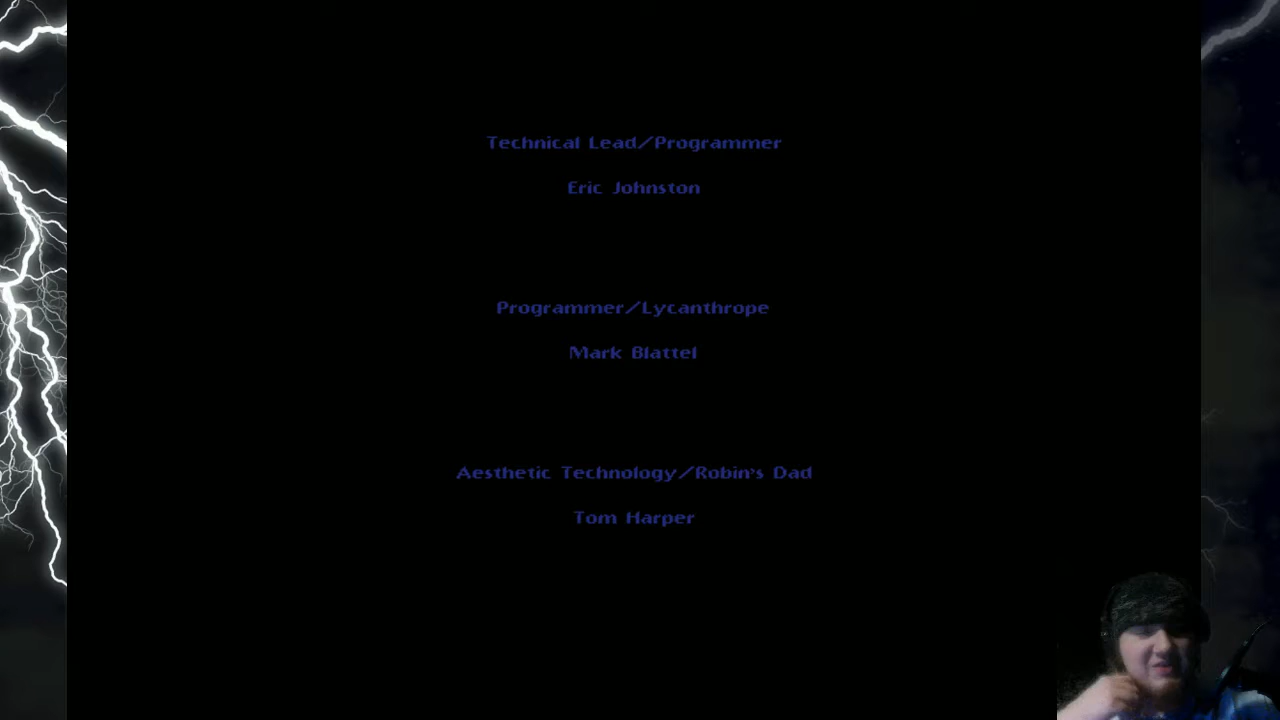 Technical Lead/Programmer
Eric Johnston
Programmer/Lycanthrope
Mark Blattel
Aesthetic Technology/Robin's Dad
Tom Harper